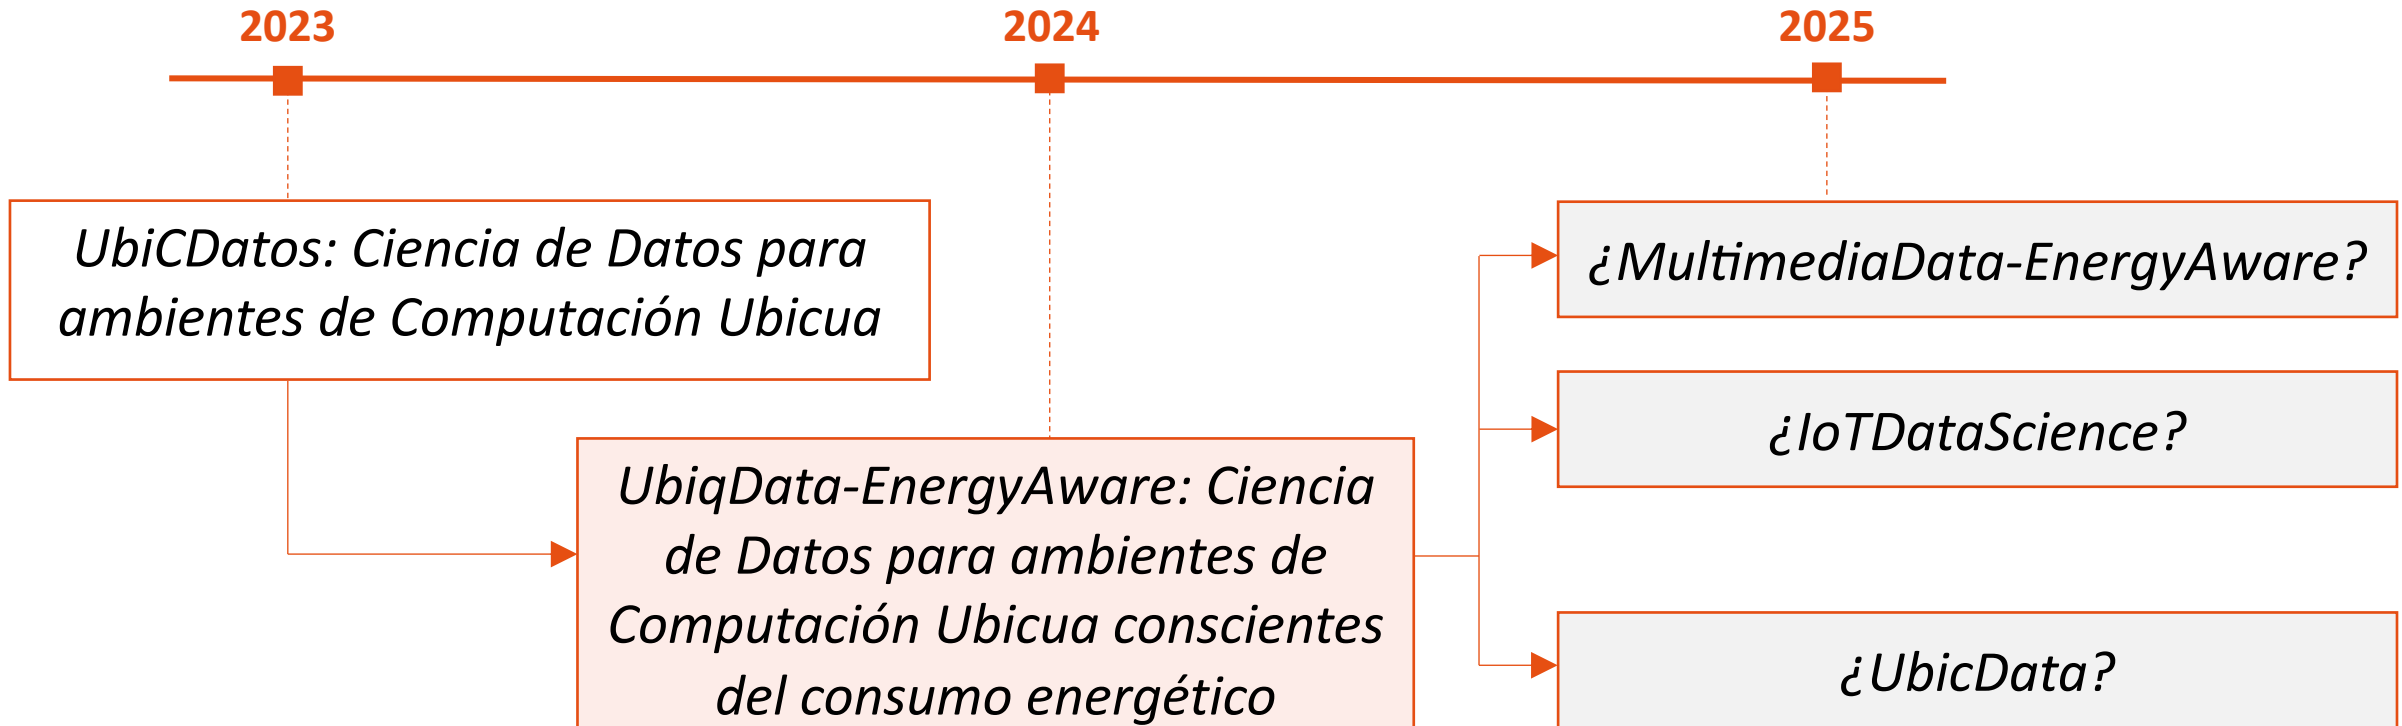 2023
2024
2025
UbiCDatos: Ciencia de Datos para
ambientes de Computación Ubicua
UbiqData-EnergyAware: Ciencia
de Datos para ambientes de
Computación Ubicua conscientes
del consumo energético
¿MultimediaData-EnergyAware?
¿IoTDataScience?
¿UbicData?